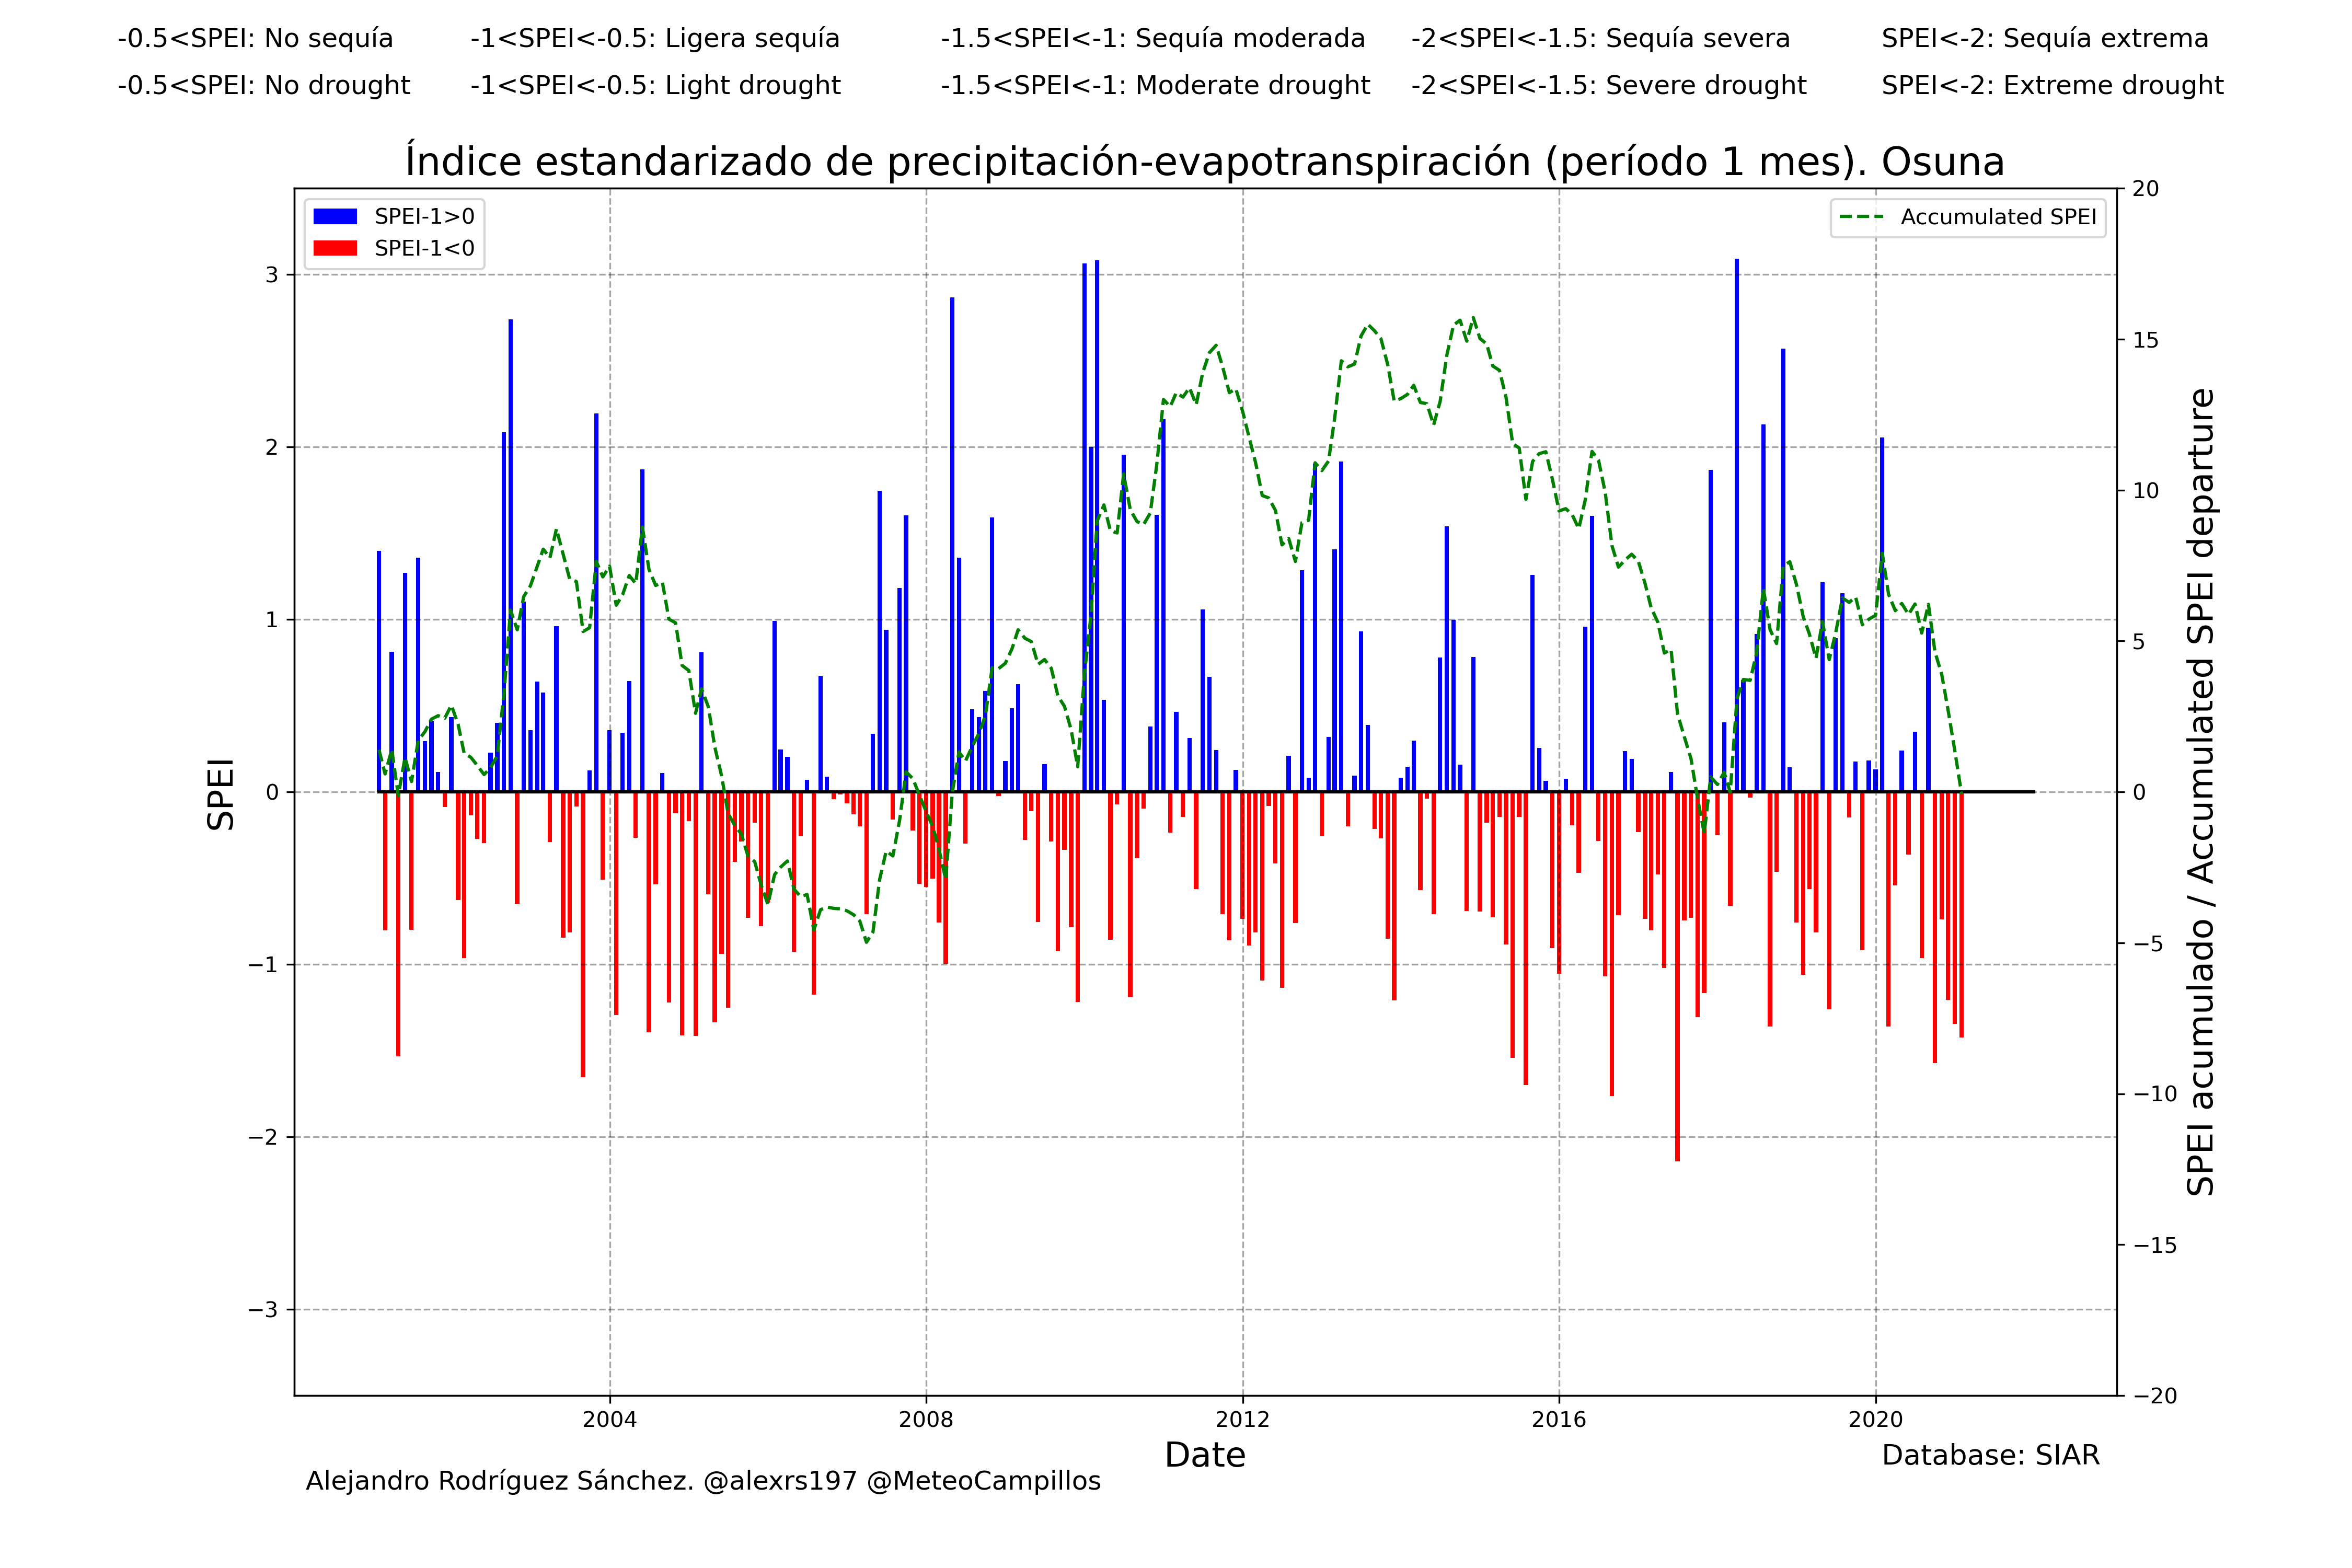 -0.5<SPEI: No sequía -1<SPEI<-0.5: Ligera sequía -1.5<SPEI<-1: Sequía moderada -2<SPEI<-1.5: Sequía severa SPEI<-2: Sequía extrema
-0.5<SPEI: No drought -1<SPEI<-0.5: Light drought -1.5<SPEI<-1: Moderate drought -2<SPEI<-1.5: Severe drought SPEI<-2: Extreme drought
Índice estandarizado de precipitación-evapotranspiración (período 1 mes). Osuna
SPEI-1>0
SPEI-1<0
Accumulated SPEI
SPEI
3
2
1
0
−1
−2
−3
20
15
10
5
0
−5
−10
−15
−20
SPEI acumulado / Accumulated SPEI departure
2004 2008 2012 2016 2020
Date
Database: SIAR
Alejandro Rodríguez Sánchez. @alexrs197 @MeteoCampillos